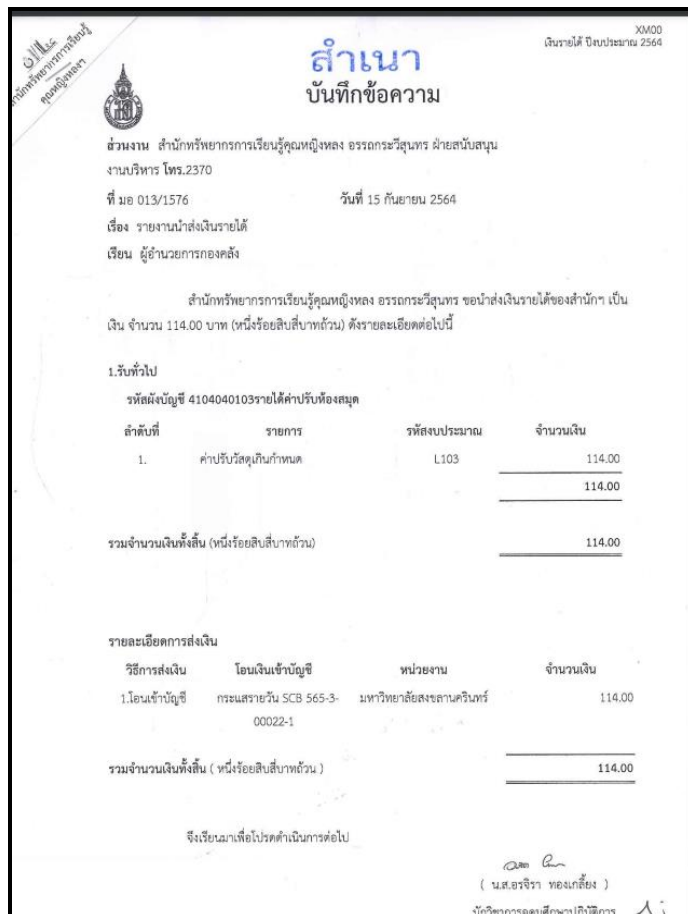 XM00
เงินรายได้ ปีงบประมาณ 2564
สำเนา
บันทึกข้อความ
ส่วนงาน สำนักทรัพยากรการเรียนรู้คุณหญิงหลง อรรถกระวีสุนทร ฝ่ายสนับสนุน
งานบริหาร โทร.2370
ที่ มอ 013/1576 วันที่ 15 กันยายน 2564
เรื่อง รายงานนำส่งเงินรายได้
เรียน ผู้อำนวยการกองคลัง
สำนักทรัพยากรการเรียนรู้คุณหญิงหลง อรรถกระวีสุนทร ขอนำส่งเงินรายได้ของสำนักฯ เป็น
เงิน จำนวน 114.00 บาท (หนึ่งร้อยสิบสี่บาทถ้วน) ดังรายละเอียดต่อไปนี้
1.รับทั่วไป
รหัสผังบัญชี 4104040103รายได้ค่าปรับห้องสมุด
ลำดับที่ รายการ รหัสงบประมาณ จำนวนเงิน
1. ค่าปรับวัสดุเกินกำหนด L103 114.00
114.00
รวมจำนวนเงินทั้งสิ้น (หนึ่งร้อยสิบสี่บาทถ้วน) 114.00
รายละเอียดการส่งเงิน
วิธีการส่งเงิน โอนเงินเข้าบัญชี หน่วยงาน จำนวนเงิน
1.โอนเข้าบัญชี กระแสรายวัน SCB 565-3- มหาวิทยาลัยสงขลานครินทร์ 114.00
00022-1
รวมจำนวนเงินทั้งสิ้น ( หนึ่งร้อยสิบสี่บาทถ้วน ) 114.00
จึงเรียนมาเพื่อโปรดดำเนินการต่อไป
( น.ส.อรจิรา ทองเกลี้ยง )
นักวิชาการอุดมศึกษาปฏิบัติการ